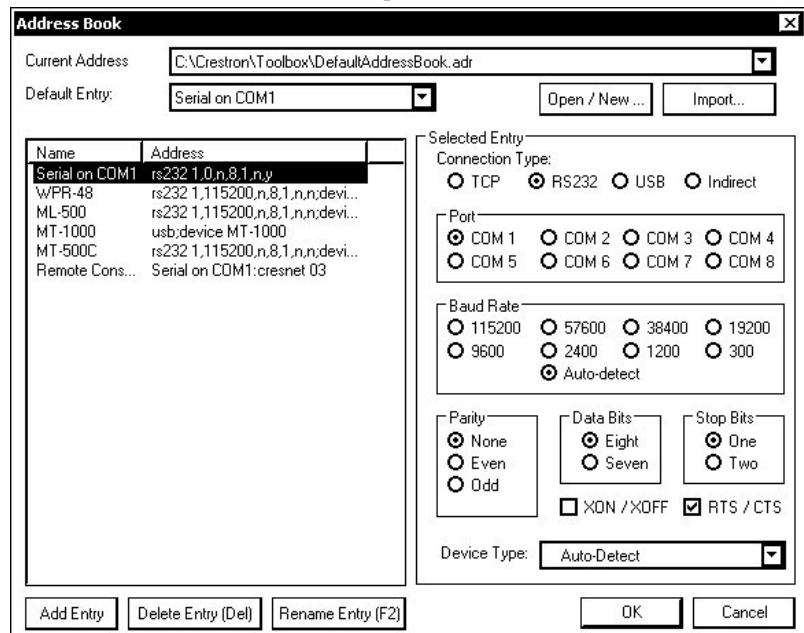 Address Book
Current Address C:\Crestron\Toolbox\DefaultAddressBook.adr
Default Entry: Serial on COM1 Open / New ... Import...
Name Address
Serial on COM1 rs232 1,0,n,8,1,n,y
WPR-48 rs232 1,115200,n,8,1,n,n;devi...
ML-500 rs232 1,115200,n,8,1,n,n;devi...
MT-1000 usb;device MT-1000
MT-500C rs232 1,115200,n,8,1,n,n;devi...
Remote Cons... Serial on COM1:cresnet 03
Selected Entry
Connection Type:
TCP RS232 USB Indirect
Port
COM 1 COM 2 COM 3 COM 4
COM 5 COM 6 COM 7 COM 8
Baud Rate
115200 57600 38400 19200
9600 2400 1200 300
Auto-detect
Parity
None
Even
Odd
Data Bits
Eight
Seven
Stop Bits
One
Two
XON / XOFF RTS / CTS
Device Type: Auto-Detect
Add Entry Delete Entry (Del) Rename Entry (F2) OK Cancel